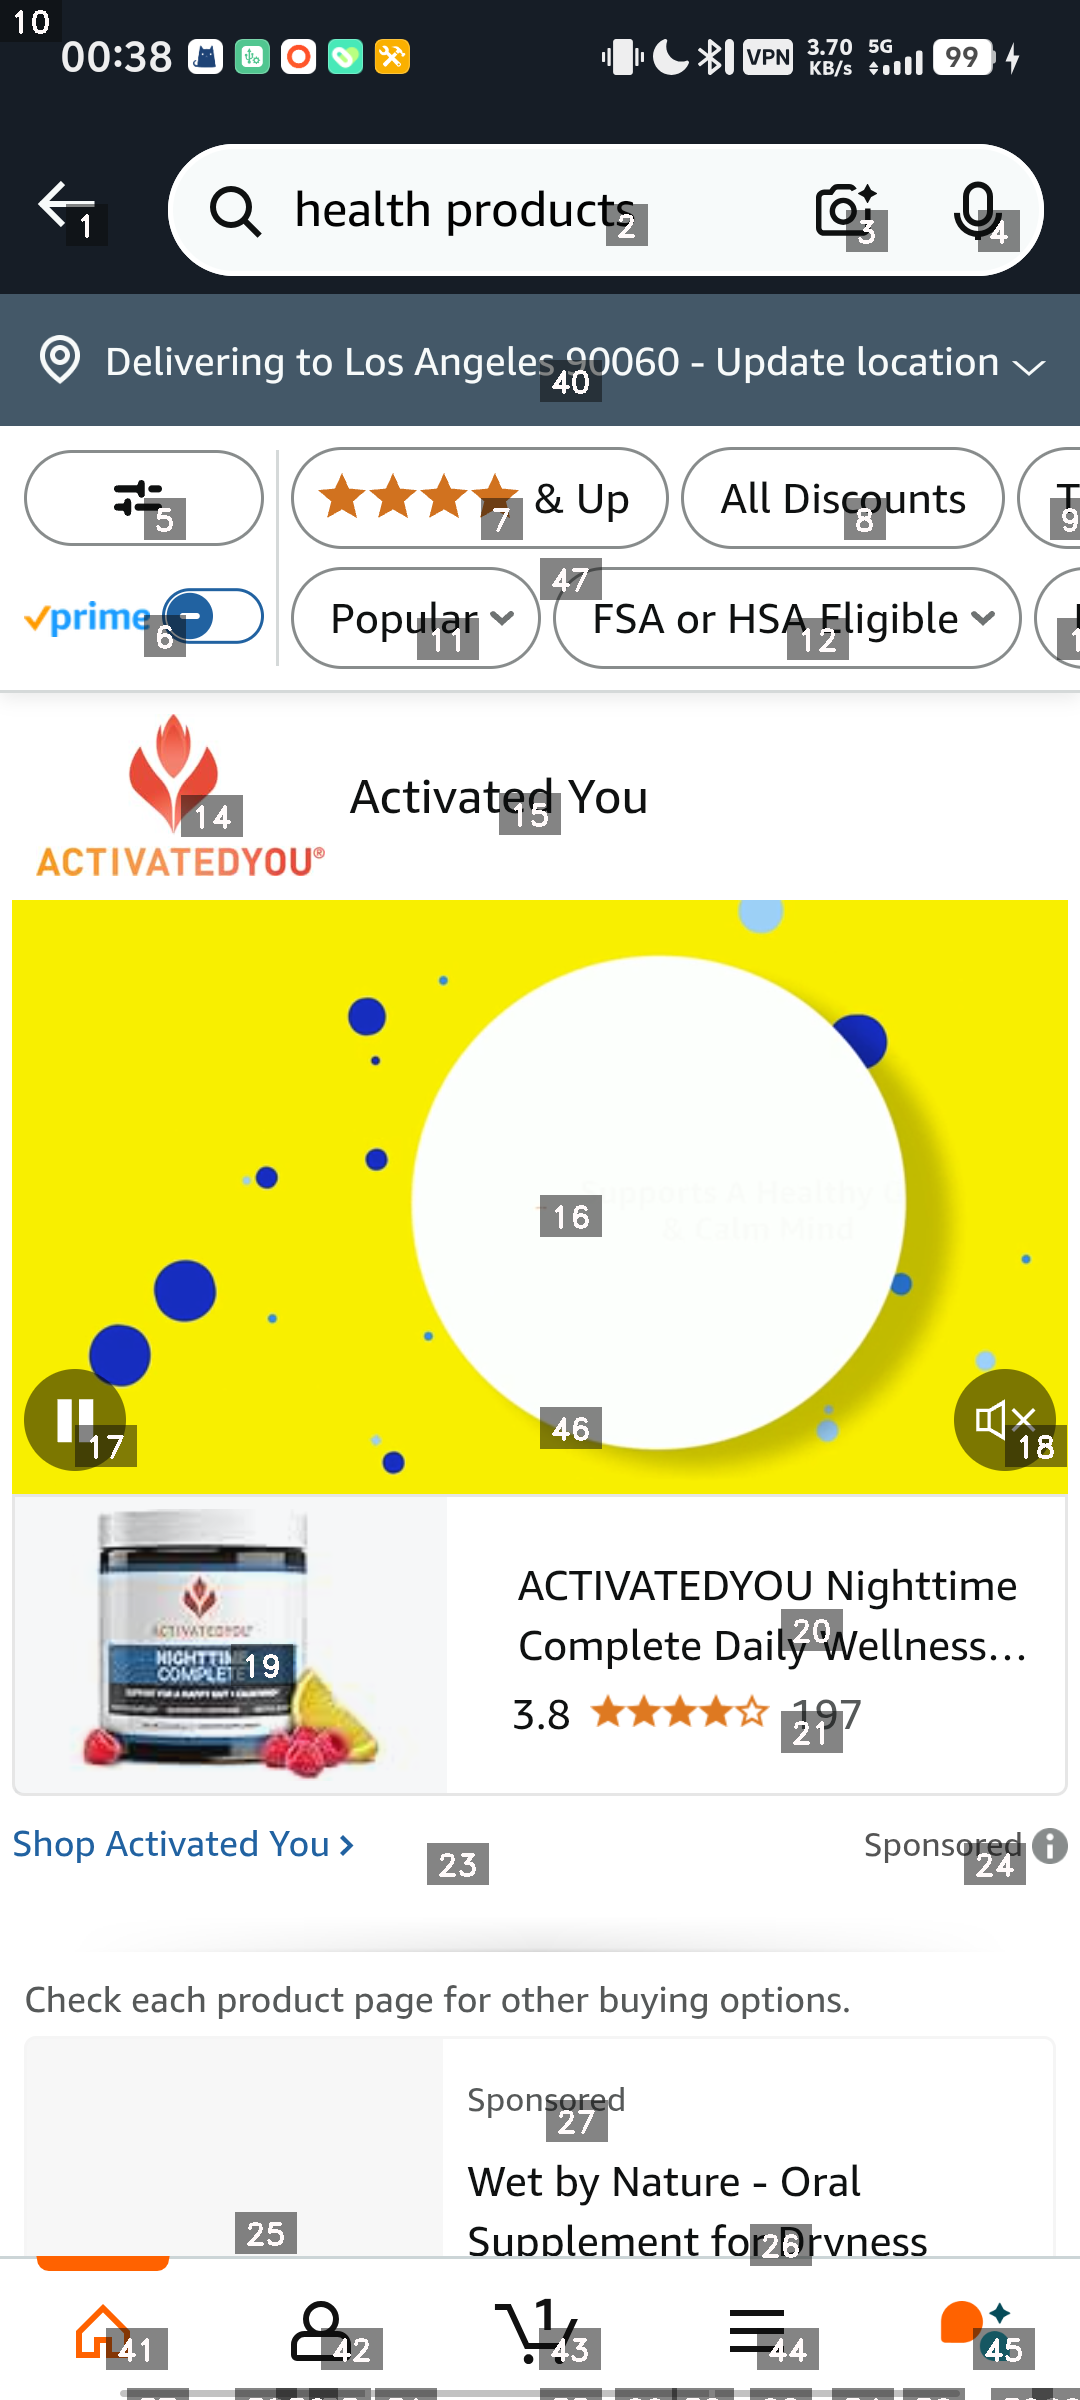 10
00:38
VPN
3.70 KB/s
5G
99
1
health products
2
3
4
Delivering to Los Angeles 90060 - Update location
40
5
& Up
7
All Discounts
8
9
prime
6
47
Popular
11
FSA or HSA Eligible
12
14
ACTIVATEDYOU®
Activated You
15
Supports A Healthy
& Calm Mind
16
46
17
18
ACTIVATEDYOU
NIGHTTIME
COMPLETE
19
ACTIVATEDYOU Nighttime
Complete Daily Wellness...
20
3.8
197
21
Shop Activated You ›
23
Sponsored
24
Check each product page for other buying options.
Sponsored
27
Wet by Nature - Oral
Supplement for Dryness
25
26
1
41
42
43
44
45